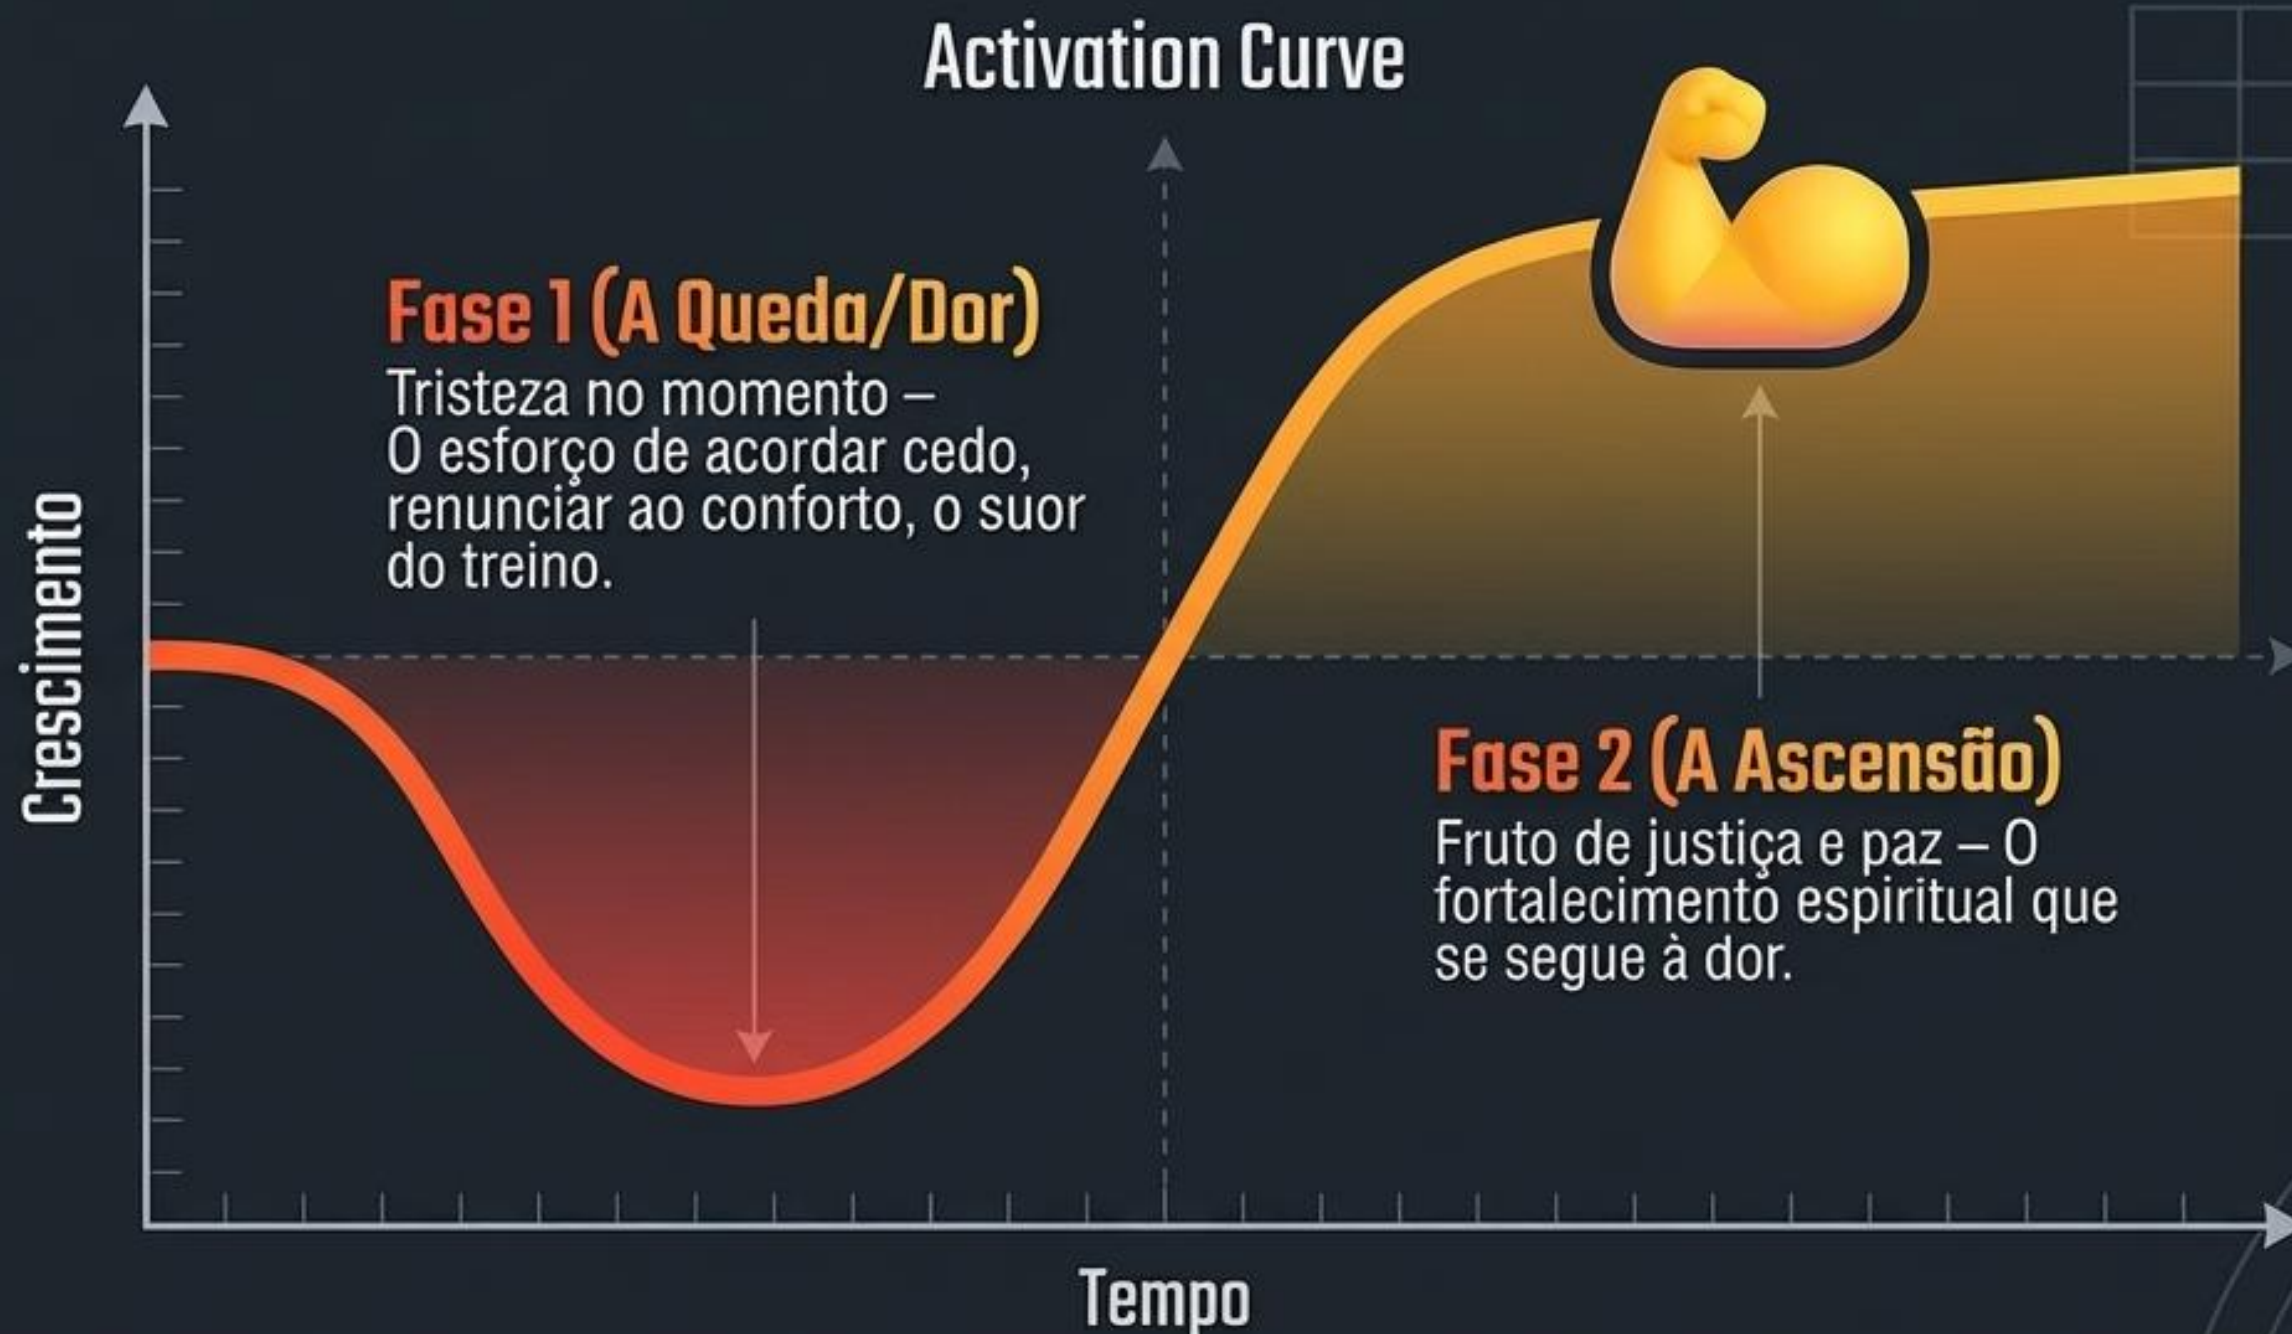 Activation Curve
Fase 1 (A Queda/Dor)
Tristeza no momento –
O esforço de acordar cedo,
renunciar ao conforto, o suor
do treino.
Crescimento
Fase 2 (A Ascensão)
Fruto de justiça e paz – O
fortalecimento espiritual que
se segue à dor.
Tempo